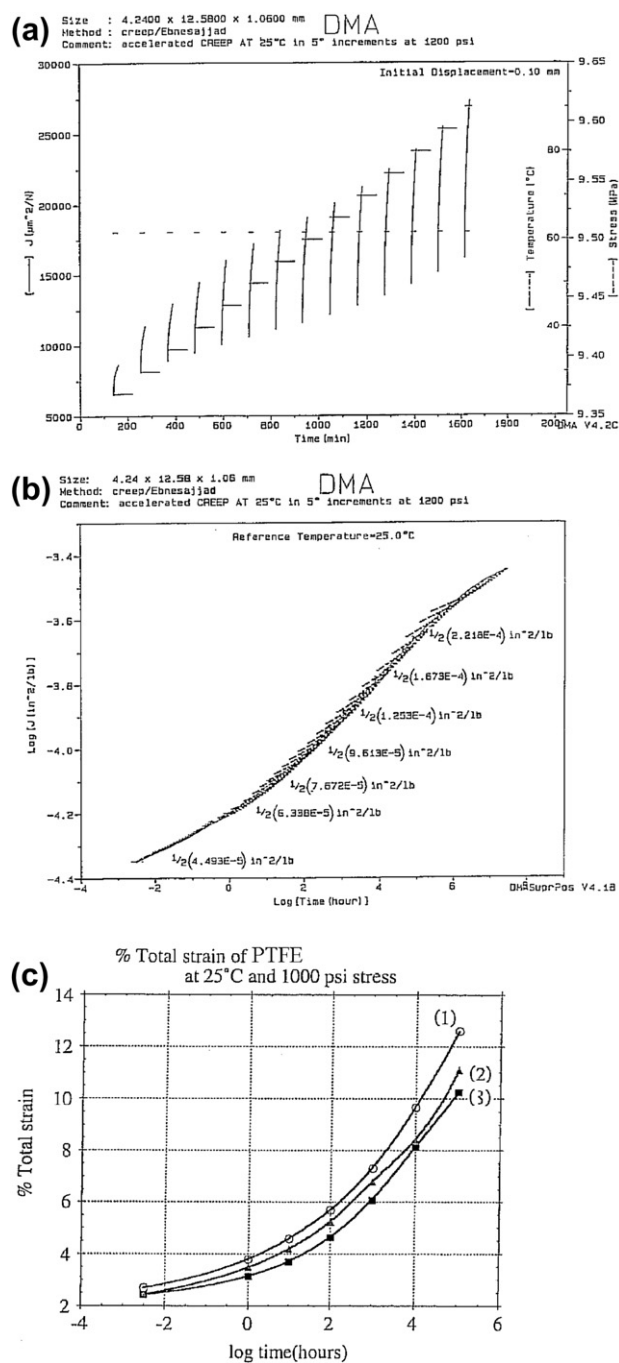 (a)
Size : 4.2400 x 12.5800 x 1.0600 mm
DMA
Method : creep/Ebnesajjad
Comment: accelerated CREEP AT 25°C in 5° increments at 1200 psi
Initial Displacement-0.10 mm
30000
25000
20000
15000
10000
5000
[——] J (µm^2/N)
80
60
40
[-----] Temperature (°C)
9.65
9.60
9.55
9.50
9.45
9.40
9.35
[----] Stress (MPa)
0 200 400 600 800 1000 1200 1400 1600 1800 2000
Time (min)
DMA V4.2C
(b)
Size: 4.24 x 12.58 x 1.06 mm
DMA
Method: creep/Ebnesajjad
Comment: accelerated CREEP AT 25°C in 5° increments at 1200 psi
Reference Temperature=25.0°C
-3.4
-3.6
-3.8
-4.0
-4.2
-4.4
Log [J (in^2/lb)]
1/2(2.218E-4) in^2/lb
1/2(1.673E-4) in^2/lb
1/2(1.253E-4) in^2/lb
1/2(9.613E-5) in^2/lb
1/2(7.672E-5) in^2/lb
1/2(6.338E-5) in^2/lb
1/2(4.493E-5) in^2/lb
-4 -2 0 2 4 6 8
Log [Time (hour)]
DMASuprPos V4.1B
(c)
% Total strain of PTFE
at 25°C and 1000 psi stress
14
12
10
8
6
4
2
% Total strain
(1)
(2)
(3)
-4 -2 0 2 4 6
log time(hours)